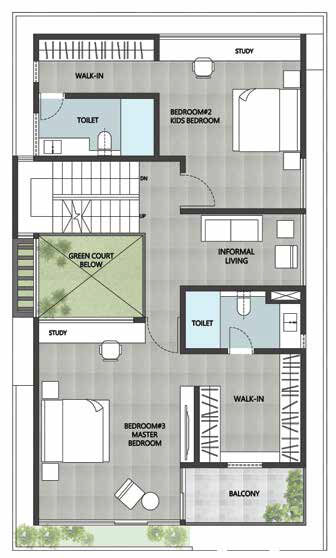 STUDY
WALK-IN
TOILET
BEDROOM#2
KIDS BEDROOM
DN
UP
INFORMAL
LIVING
GREEN COURT
BELOW
TOILET
STUDY
WALK-IN
BEDROOM#3
MASTER
BEDROOM
BALCONY